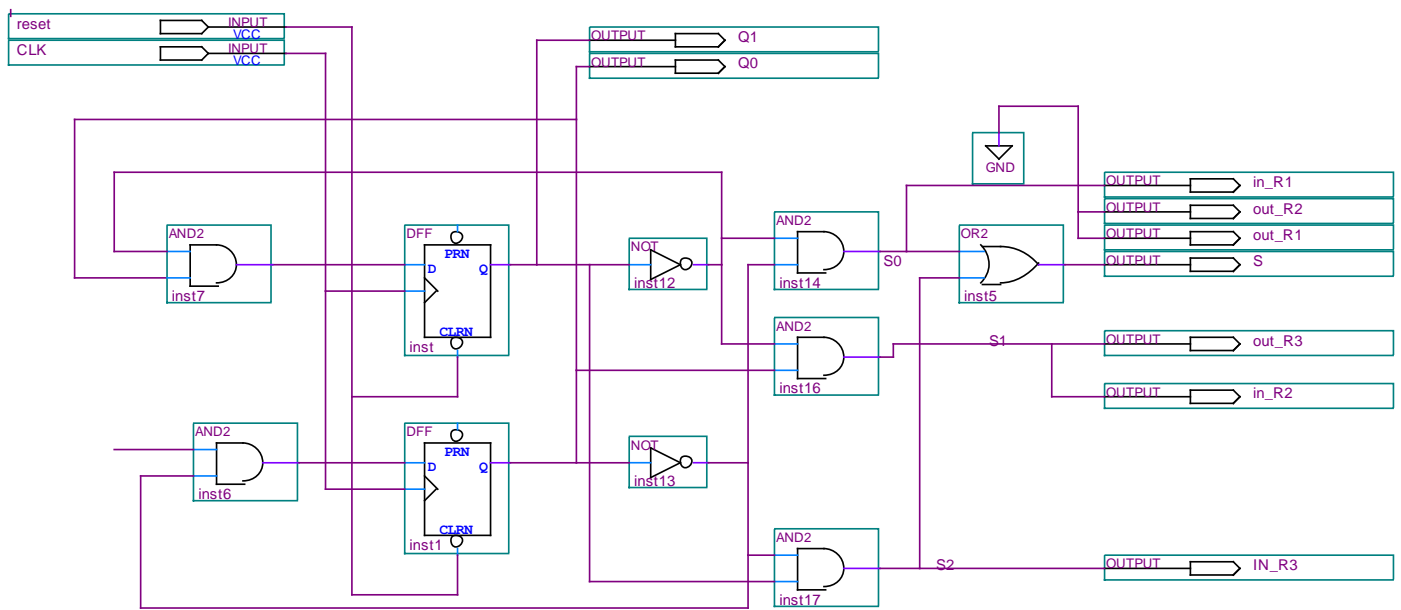 reset INPUT VCC
CLK INPUT VCC
OUTPUT Q1
OUTPUT Q0
GND
OUTPUT in_R1
OUTPUT out_R2
OUTPUT out_R1
OUTPUT S
AND2
inst7
DFF
PRN
D Q
CLRN
inst
NOT
inst12
AND2
inst14
S0
OR2
inst5
AND2
inst16
S1
OUTPUT out_R3
OUTPUT in_R2
AND2
inst6
DFF
PRN
D Q
CLRN
inst1
NOT
inst13
AND2
inst17
S2
OUTPUT IN_R3